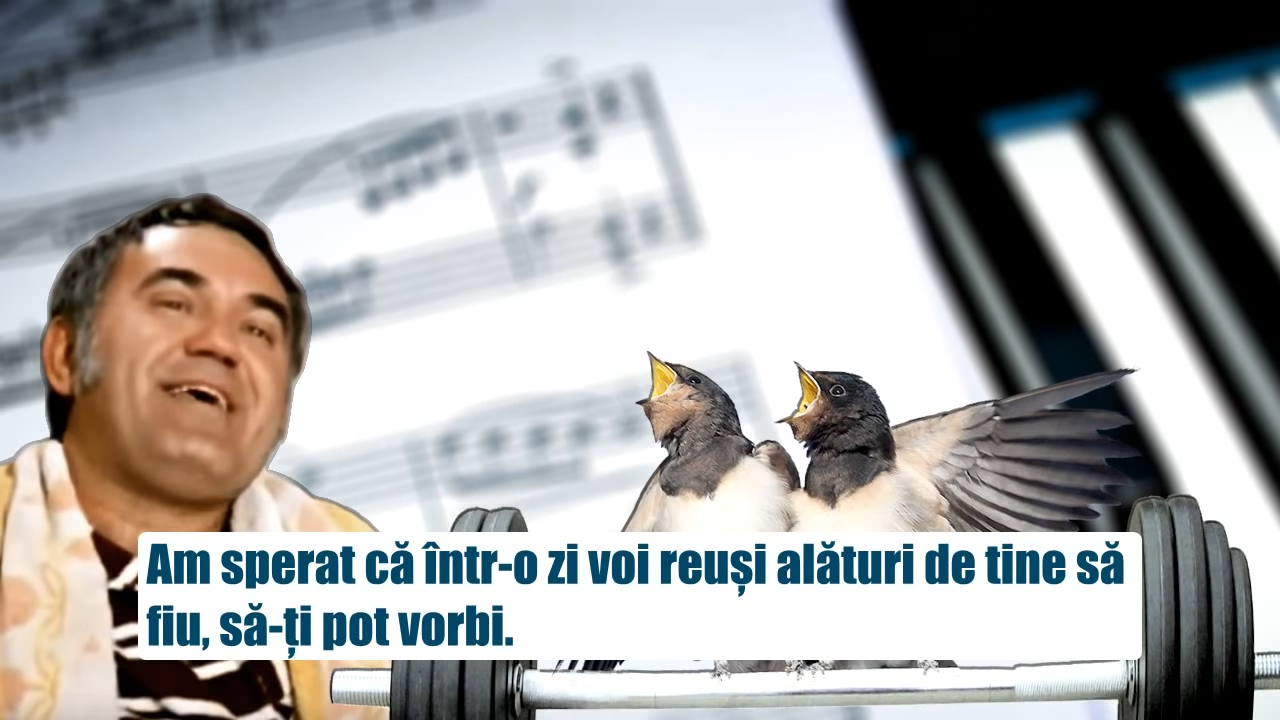 Am sperat că într-o zi voi reuși alături de tine să
fiu, să-ți pot vorbi.